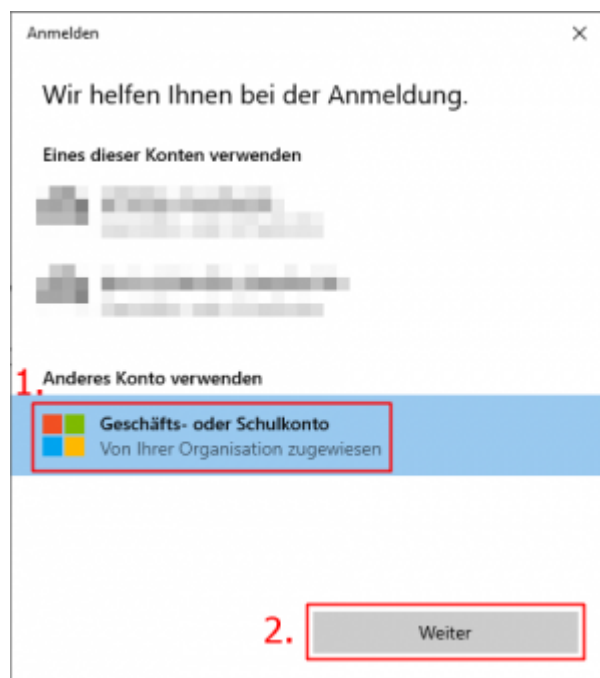 Anmelden
Wir helfen Ihnen bei der Anmeldung.
Eines dieser Konten verwenden
Anderes Konto verwenden
1.
Geschäfts- oder Schulkonto
Von Ihrer Organisation zugewiesen
2.
Weiter